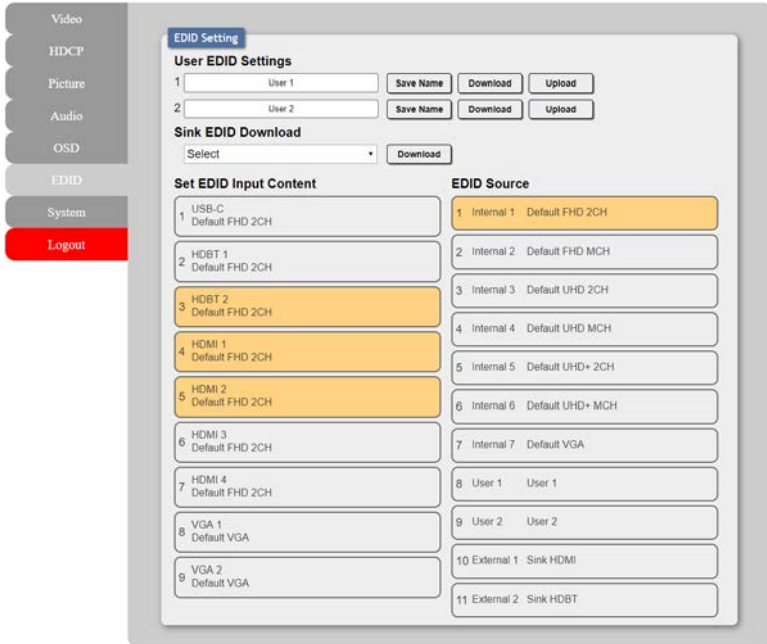 Video
HDCP
Picture
Audio
OSD
EDID
System
Logout
EDID Setting
User EDID Settings
1 User 1 Save Name Download Upload
2 User 2 Save Name Download Upload
Sink EDID Download
Select Download
Set EDID Input Content
1 USB-C
Default FHD 2CH
2 HDBT 1
Default FHD 2CH
3 HDBT 2
Default FHD 2CH
4 HDMI 1
Default FHD 2CH
5 HDMI 2
Default FHD 2CH
6 HDMI 3
Default FHD 2CH
7 HDMI 4
Default FHD 2CH
8 VGA 1
Default VGA
9 VGA 2
Default VGA
EDID Source
1 Internal 1 Default FHD 2CH
2 Internal 2 Default FHD MCH
3 Internal 3 Default UHD 2CH
4 Internal 4 Default UHD MCH
5 Internal 5 Default UHD+ 2CH
6 Internal 6 Default UHD+ MCH
7 Internal 7 Default VGA
8 User 1 User 1
9 User 2 User 2
10 External 1 Sink HDMI
11 External 2 Sink HDBT